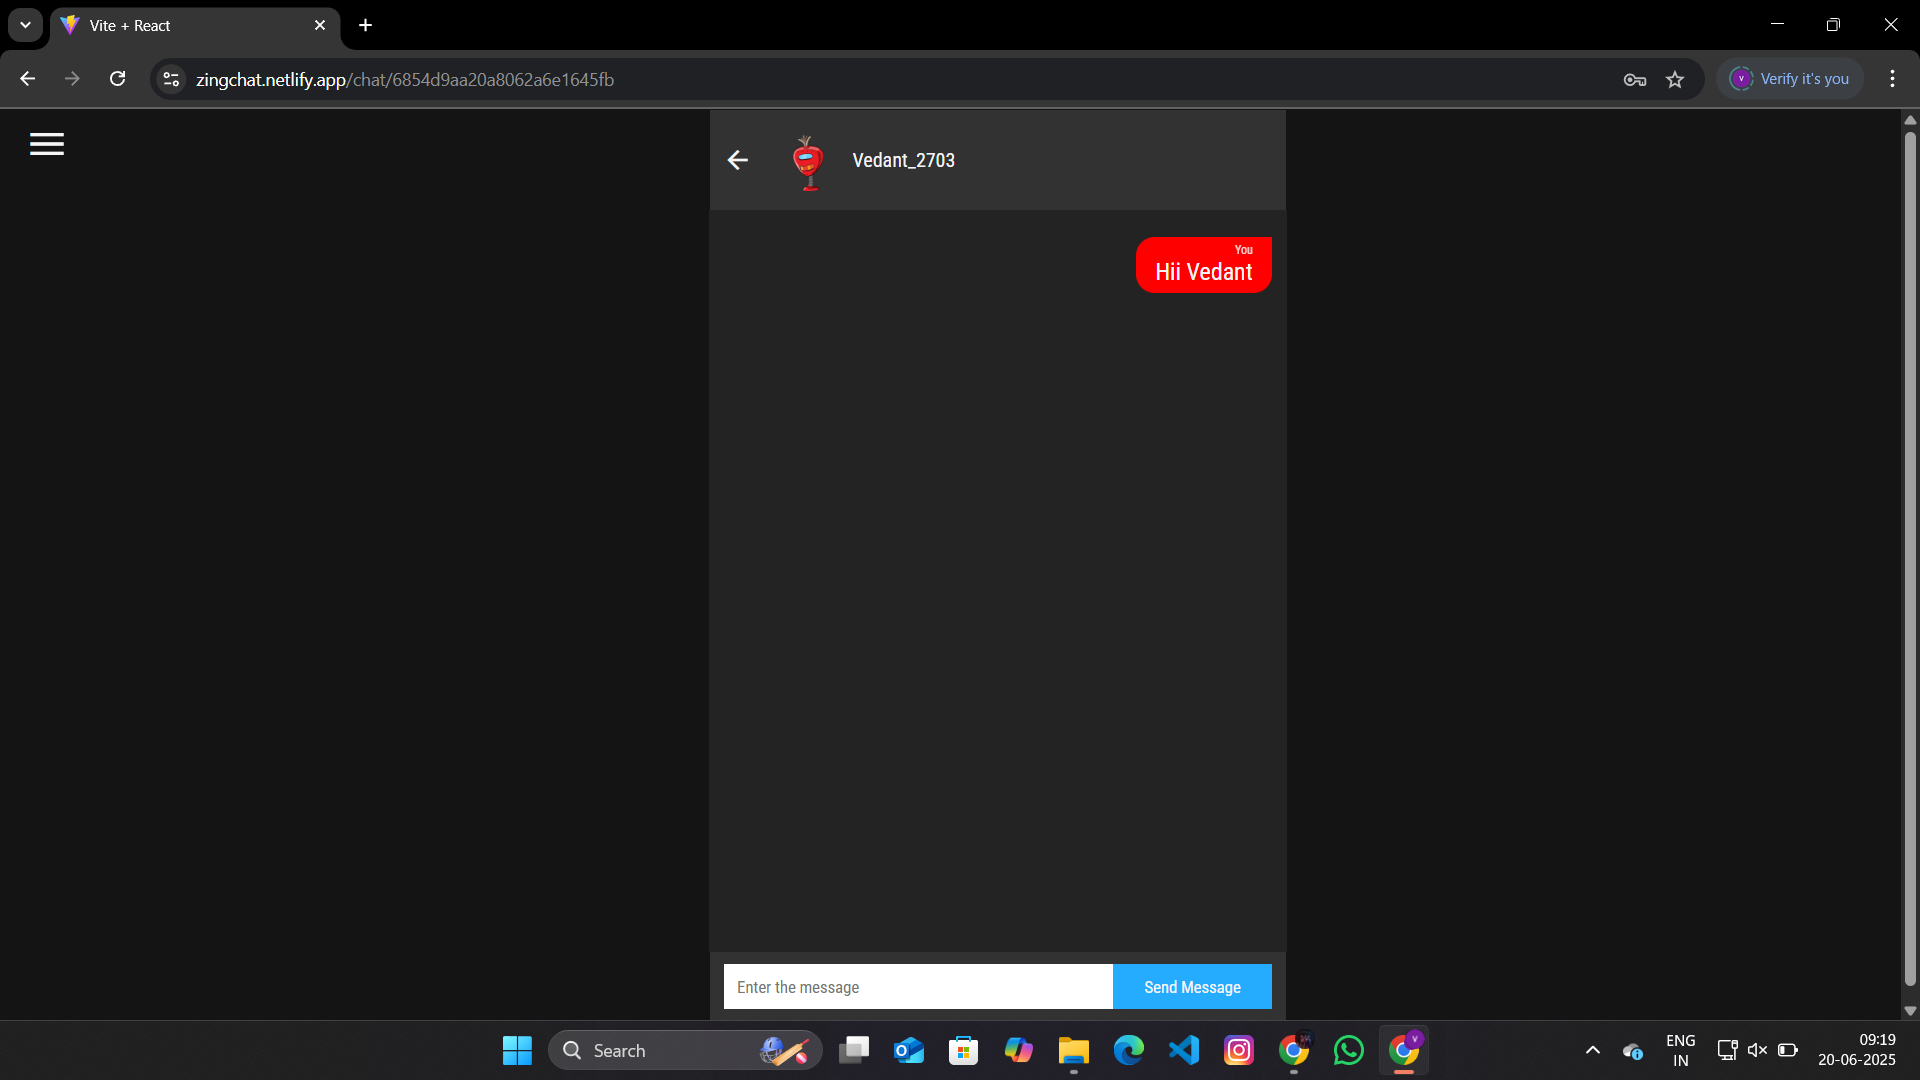 Vite + React
zingchat.netlify.app/chat/6854d9aa20a8062a6e1645fb
Verify it's you
Vedant_2703
You
Hii Vedant
Enter the message
Send Message
Search
ENG
IN
09:19
20-06-2025